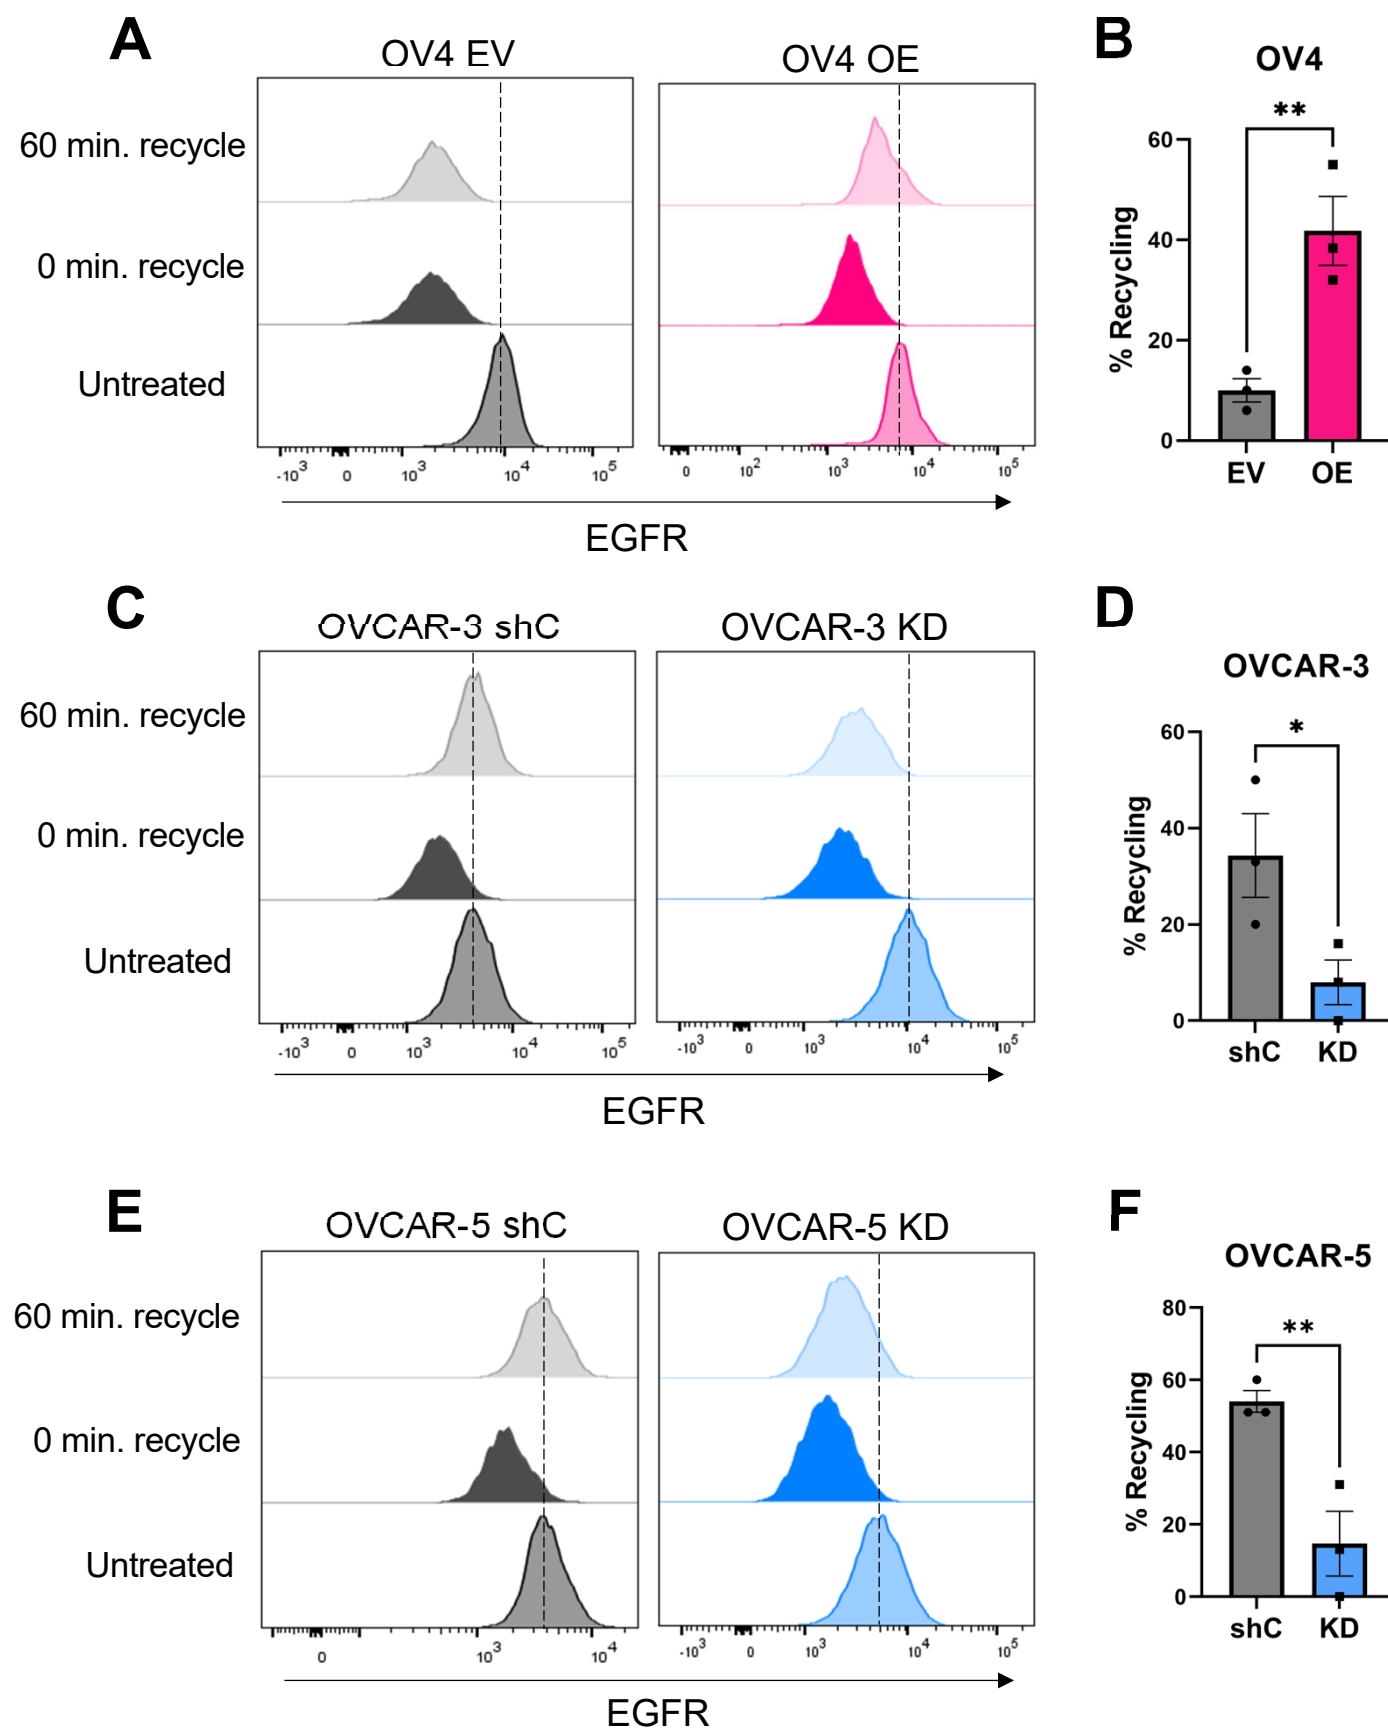 A
OV4 EV
OV4 OE
60 min. recycle
0 min. recycle
Untreated
-10³ 0 10³ 10⁴ 10⁵
0 10² 10³ 10⁴ 10⁵
EGFR
B
OV4
**
% Recycling
60
40
20
0
EV OE
C
OVCAR-3 shC
OVCAR-3 KD
60 min. recycle
0 min. recycle
Untreated
-10³ 0 10³ 10⁴ 10⁵
-10³ 0 10³ 10⁴ 10⁵
EGFR
D
OVCAR-3
*
% Recycling
60
40
20
0
shC KD
E
OVCAR-5 shC
OVCAR-5 KD
60 min. recycle
0 min. recycle
Untreated
0 10³ 10⁴
-10³ 0 10³ 10⁴ 10⁵
EGFR
F
OVCAR-5
**
% Recycling
80
60
40
20
0
shC KD